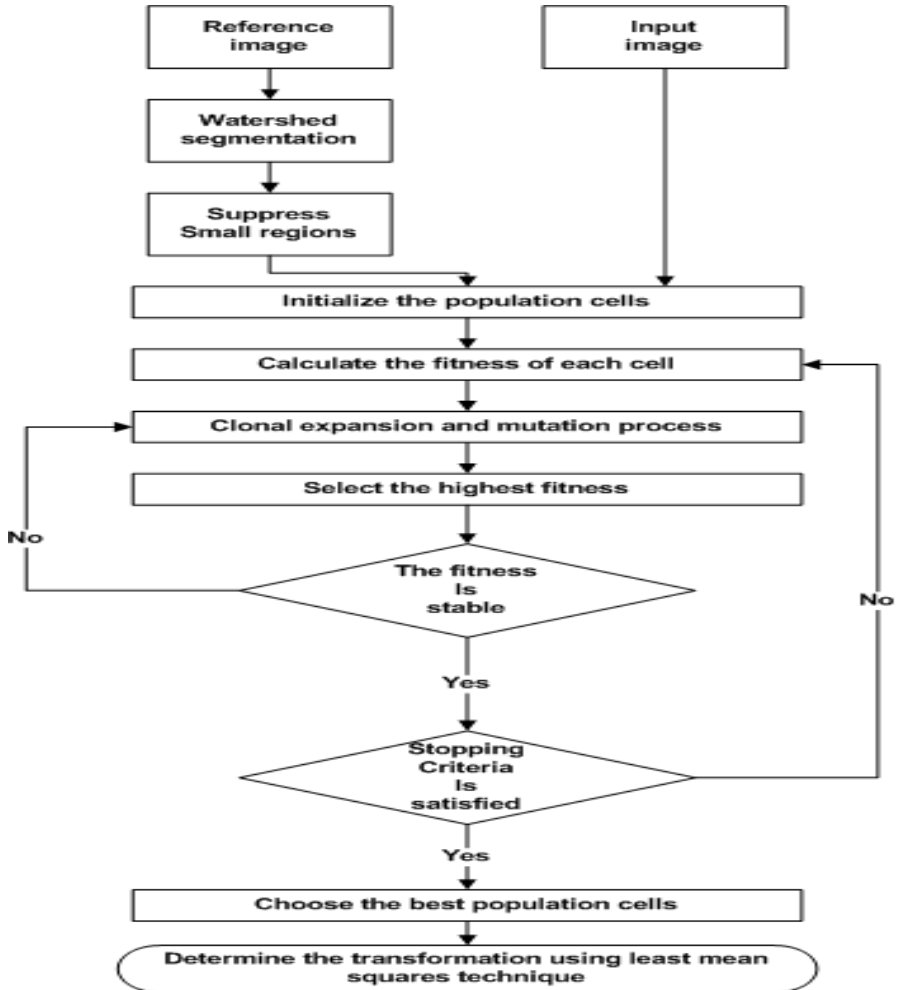 Reference
image
Input
image
Watershed
segmentation
Suppress
Small regions
Initialize the population cells
Calculate the fitness of each cell
Clonal expansion and mutation process
Select the highest fitness
No
The fitness
Is
stable
No
Yes
Stopping
Criteria
Is
satisfied
Yes
Choose the best population cells
Determine the transformation using least mean
squares technique